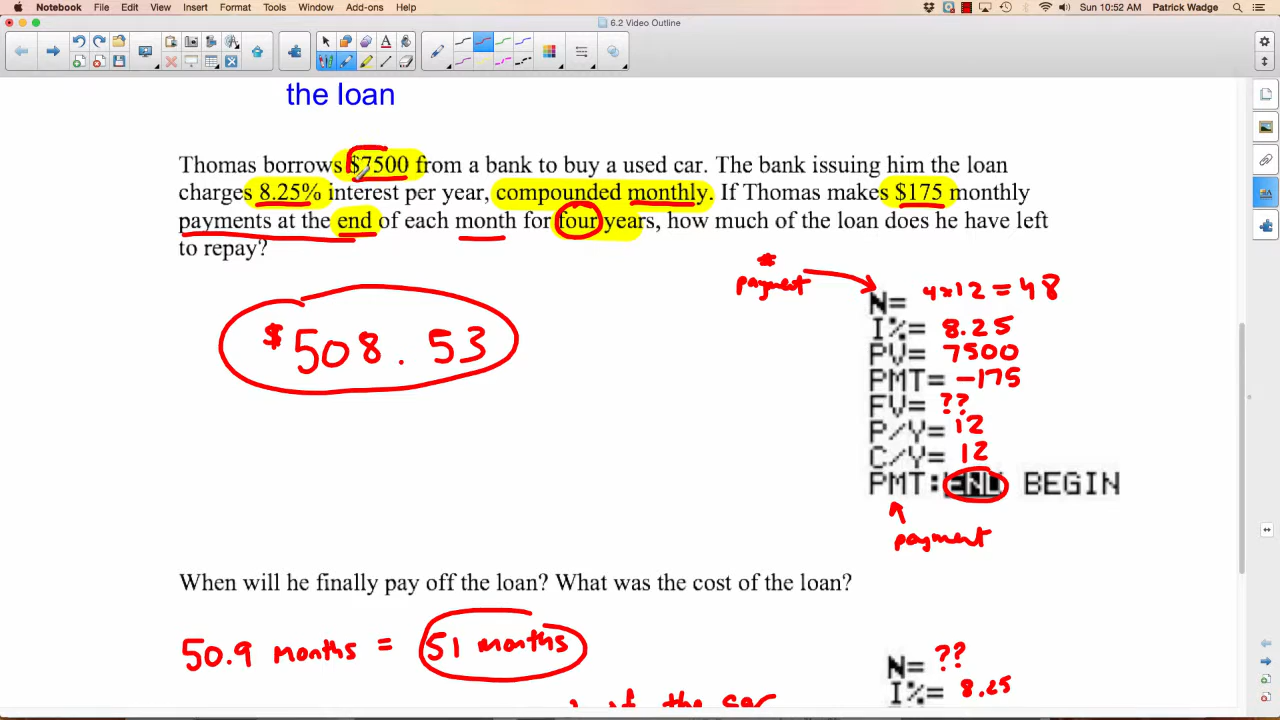 Notebook File Edit View Insert Format Tools Window Add-ons Help Sun 10:52 AM Patrick Wadge
6.2 Video Outline
the loan
Thomas borrows $7500 from a bank to buy a used car. The bank issuing him the loan
charges 8.25% interest per year, compounded monthly. If Thomas makes $175 monthly
payments at the end of each month for four years, how much of the loan does he have left
to repay?
$508.53
* payment
N= 4x12 = 48
I%= 8.25
PV= 7500
PMT= -175
FV= ??
P/Y= 12
C/Y= 12
PMT:END BEGIN
payment
When will he finally pay off the loan? What was the cost of the loan?
50.9 months = 51 months
N= ??
I%= 8.25
of the car